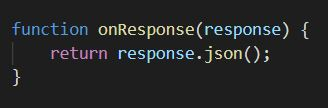 function onResponse(response) {
    return response.json();
}